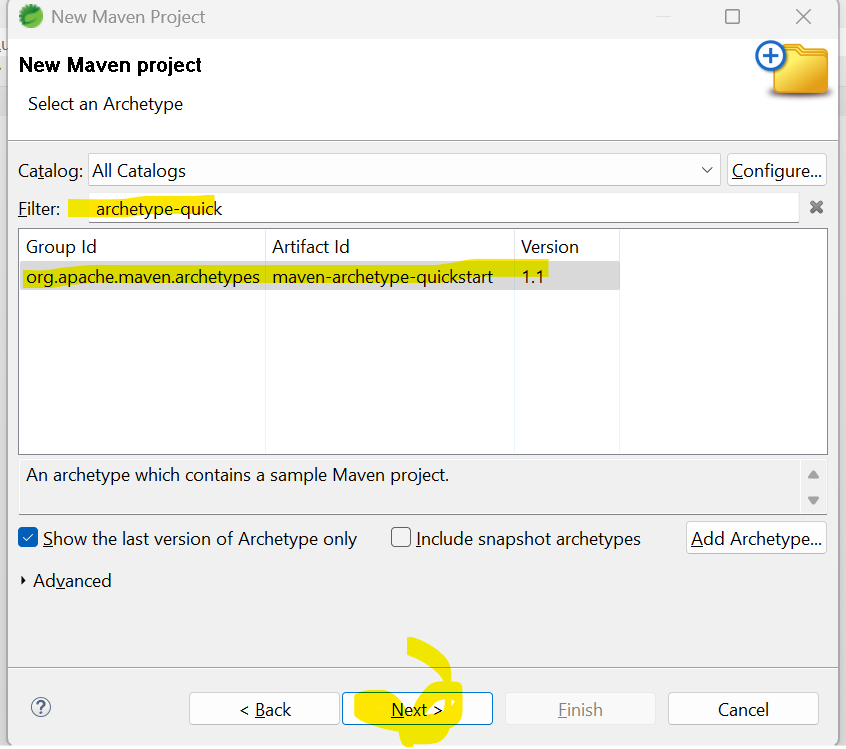 New Maven Project
New Maven project
Select an Archetype
Catalog: All Catalogs Configure...
Filter: archetype-quick
Group Id Artifact Id Version
org.apache.maven.archetypes maven-archetype-quickstart 1.1
An archetype which contains a sample Maven project.
Show the last version of Archetype only Include snapshot archetypes Add Archetype...
Advanced
? < Back Next > Finish Cancel